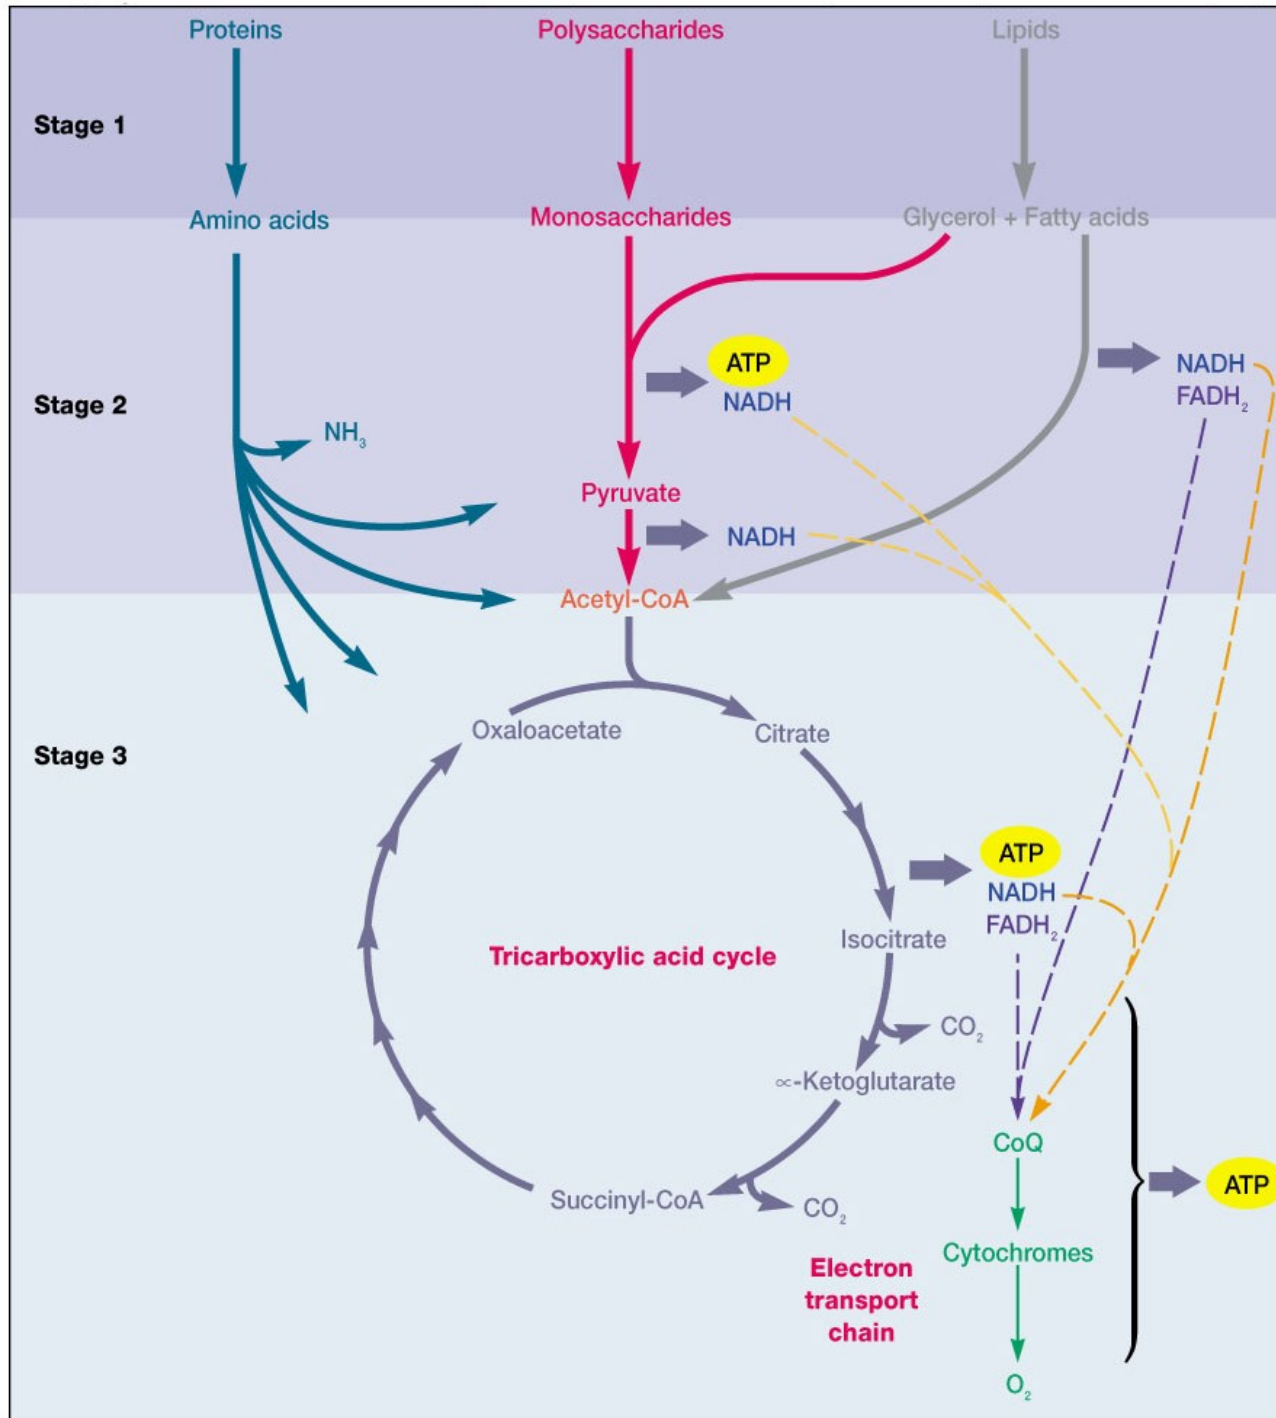 Proteins
Polysaccharides
Lipids
Stage 1
Amino acids
Monosaccharides
Glycerol + Fatty acids
ATP
NADH
NADH
FADH₂
Stage 2
NH₃
Pyruvate
NADH
Acetyl-CoA
Stage 3
Oxaloacetate
Citrate
ATP
NADH
FADH₂
Isocitrate
Tricarboxylic acid cycle
CO₂
∝-Ketoglutarate
CoQ
Succinyl-CoA
CO₂
ATP
Cytochromes
Electron
transport
chain
O₂